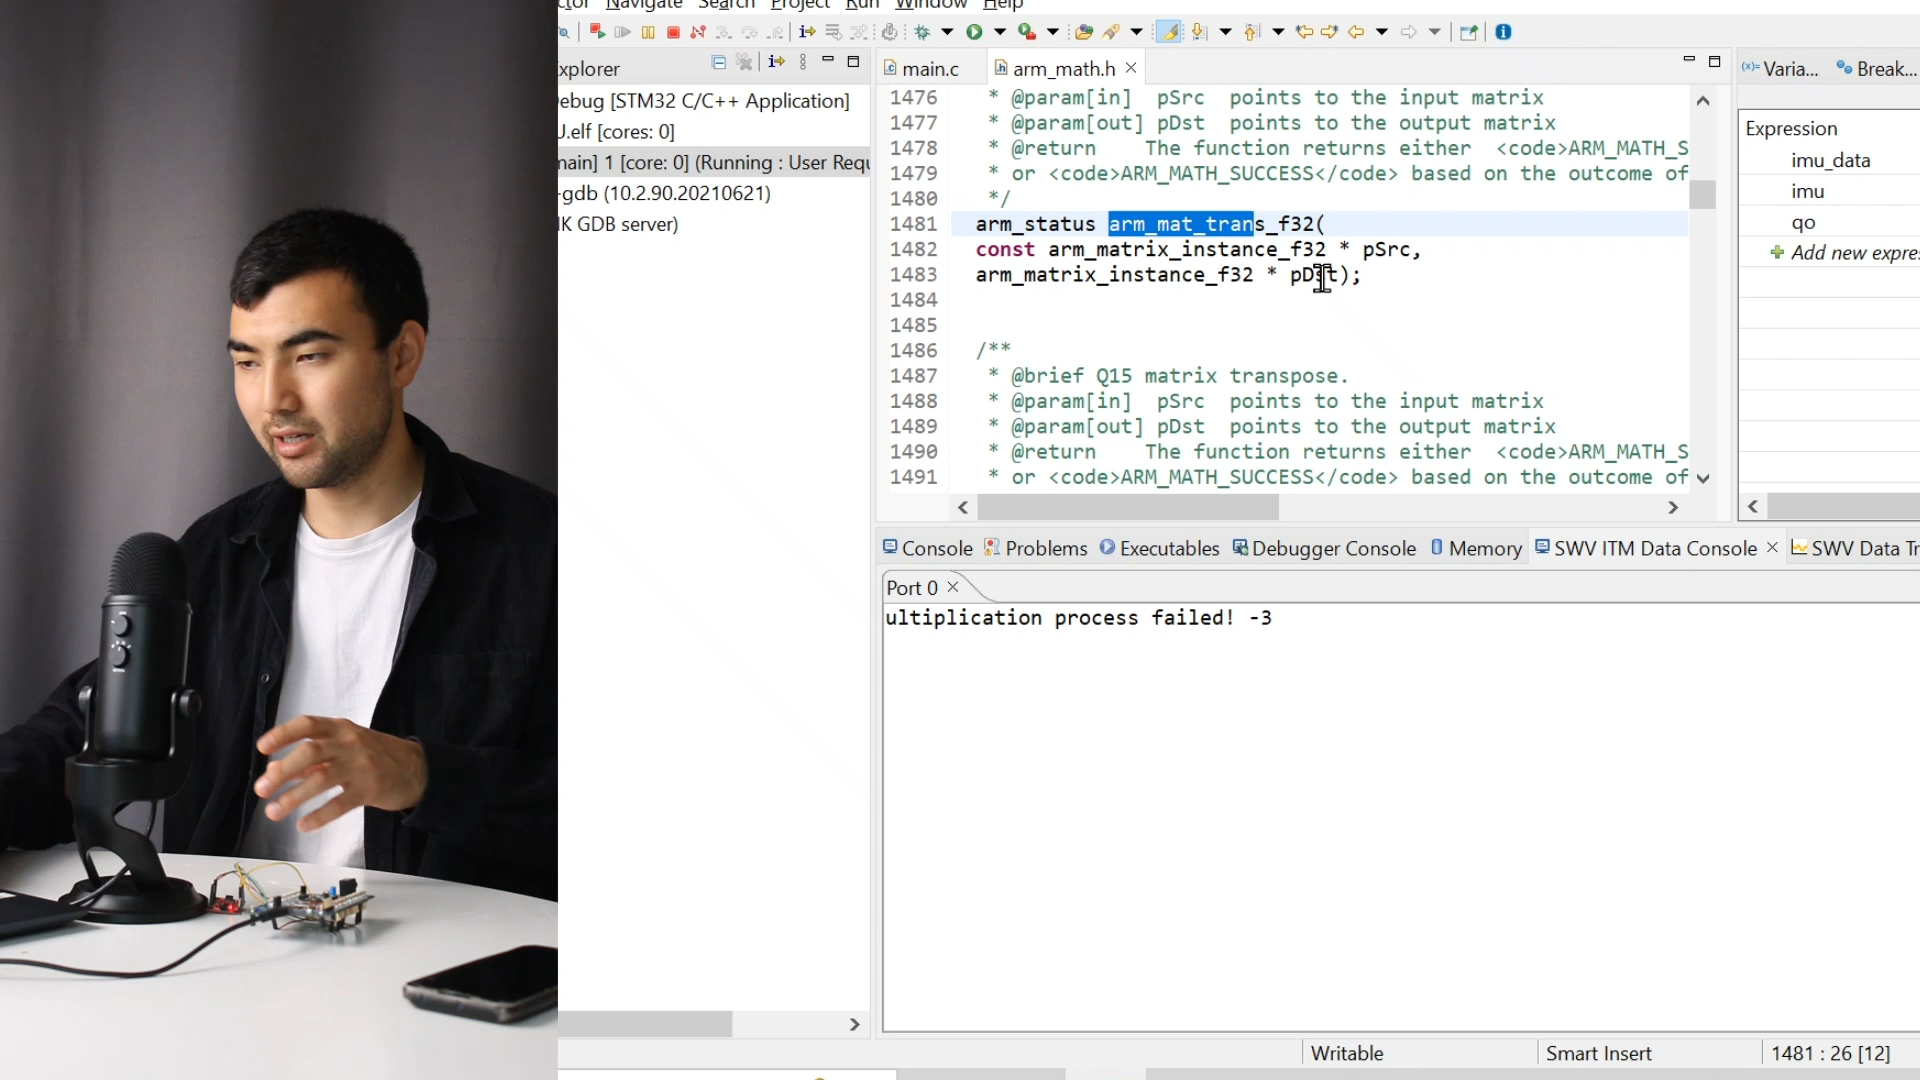 ctor Navigate Search Project Run Window Help
xplorer
ebug [STM32 C/C++ Application]
U.elf [cores: 0]
main] 1 [core: 0] (Running : User Requ
-gdb (10.2.90.20210621)
K GDB server)
main.c
arm_math.h
1476 * @param[in] pSrc points to the input matrix
1477 * @param[out] pDst points to the output matrix
1478 * @return The function returns either <code>ARM_MATH_S
1479 * or <code>ARM_MATH_SUCCESS</code> based on the outcome of
1480 */
1481 arm_status arm_mat_trans_f32(
1482 const arm_matrix_instance_f32 * pSrc,
1483 arm_matrix_instance_f32 * pDst);
1484
1485
1486 /**
1487 * @brief Q15 matrix transpose.
1488 * @param[in] pSrc points to the input matrix
1489 * @param[out] pDst points to the output matrix
1490 * @return The function returns either <code>ARM_MATH_S
1491 * or <code>ARM_MATH_SUCCESS</code> based on the outcome of
(x)= Varia... Break...
Expression
imu_data
imu
qo
Add new expre
Console Problems Executables Debugger Console Memory SWV ITM Data Console SWV Data Tr
Port 0
ultiplication process failed! -3
Writable Smart Insert 1481 : 26 [12]